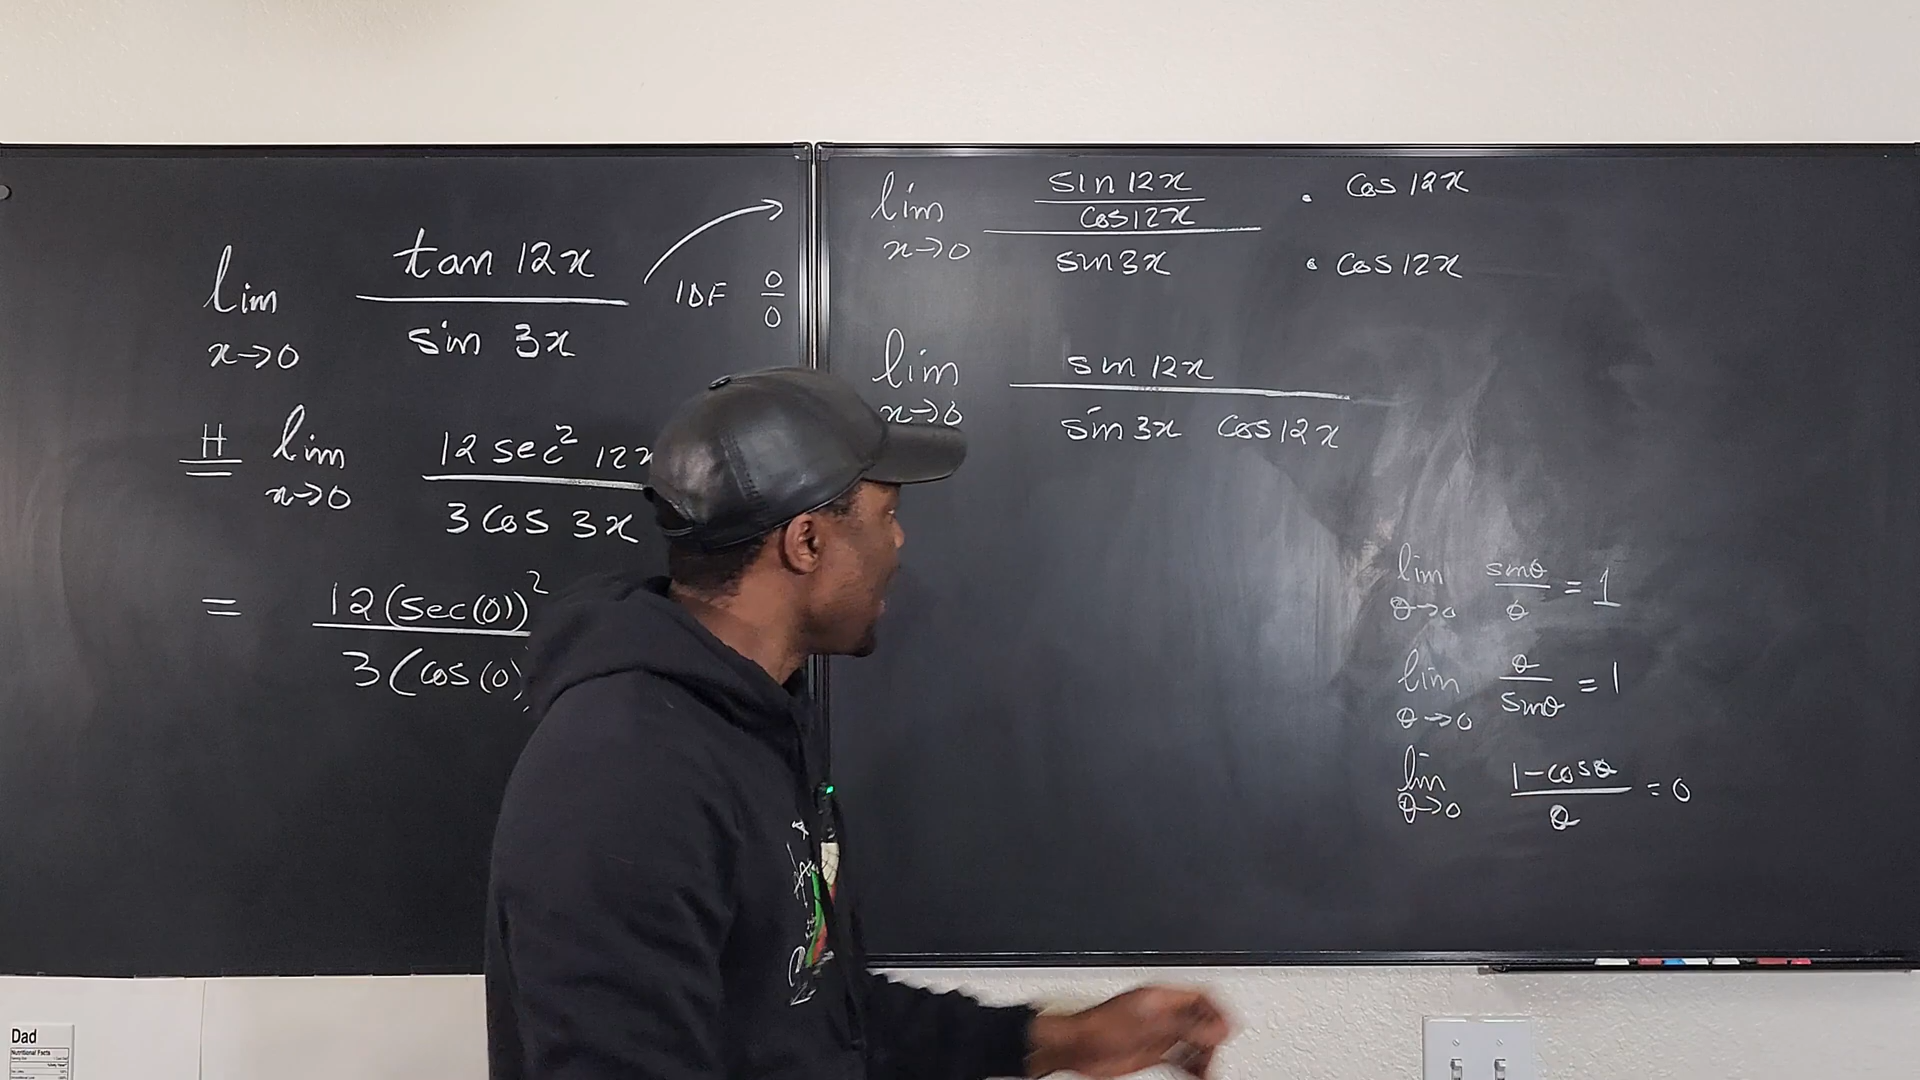 lim x→0 tan 12x / sin 3x
IDF 0/0
H= lim x→0 12 sec² 12x / 3 cos 3x
= 12(sec(0))² / 3(cos(0)
lim x→0 sin 12x / cos 12x / sin 3x · cos 12x / · cos 12x
lim x→0 sin 12x / sin 3x cos 12x
lim θ→0 sinθ / θ = 1
lim θ→0 θ / sinθ = 1
lim θ→0 1-cosθ / θ = 0
Dad
Nutritional Facts